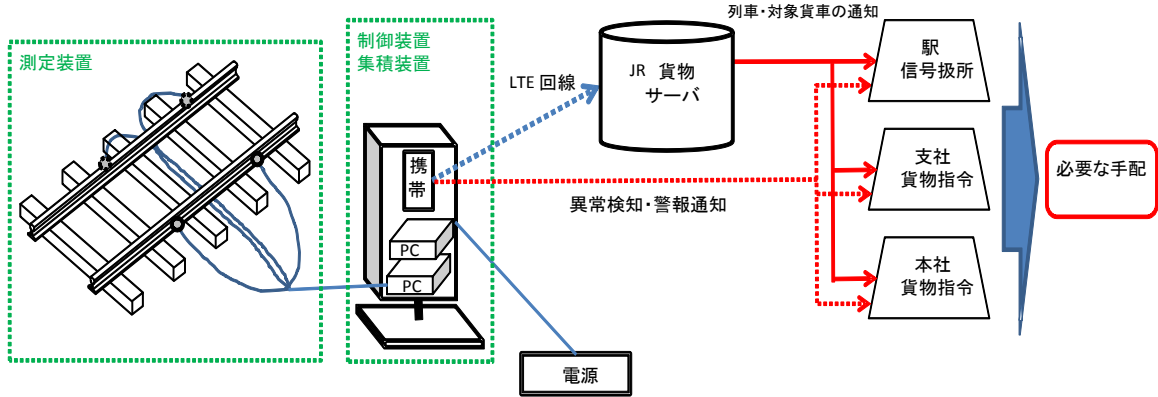 測定装置
制御装置
集積装置
携
帯
PC
PC
電源
LTE 回線
JR 貨物
サーバ
異常検知・警報通知
列車・対象貨車の通知
駅
信号扱所
支社
貨物指令
本社
貨物指令
必要な手配